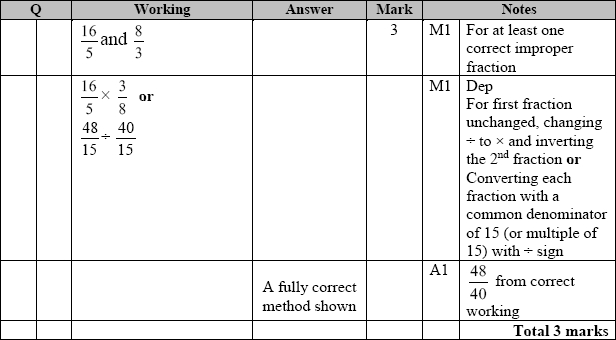 Q Working Answer Mark Notes
16/5 and 8/3 3 M1 For at least one
correct improper
fraction
16/5 × 3/8 or M1 Dep
48/15 ÷ 40/15 For first fraction
unchanged, changing
÷ to × and inverting
the 2nd fraction or
Converting each
fraction with a
common denominator
of 15 (or multiple of
15) with ÷ sign
A fully correct
method shown
A1 48/40 from correct
working
Total 3 marks